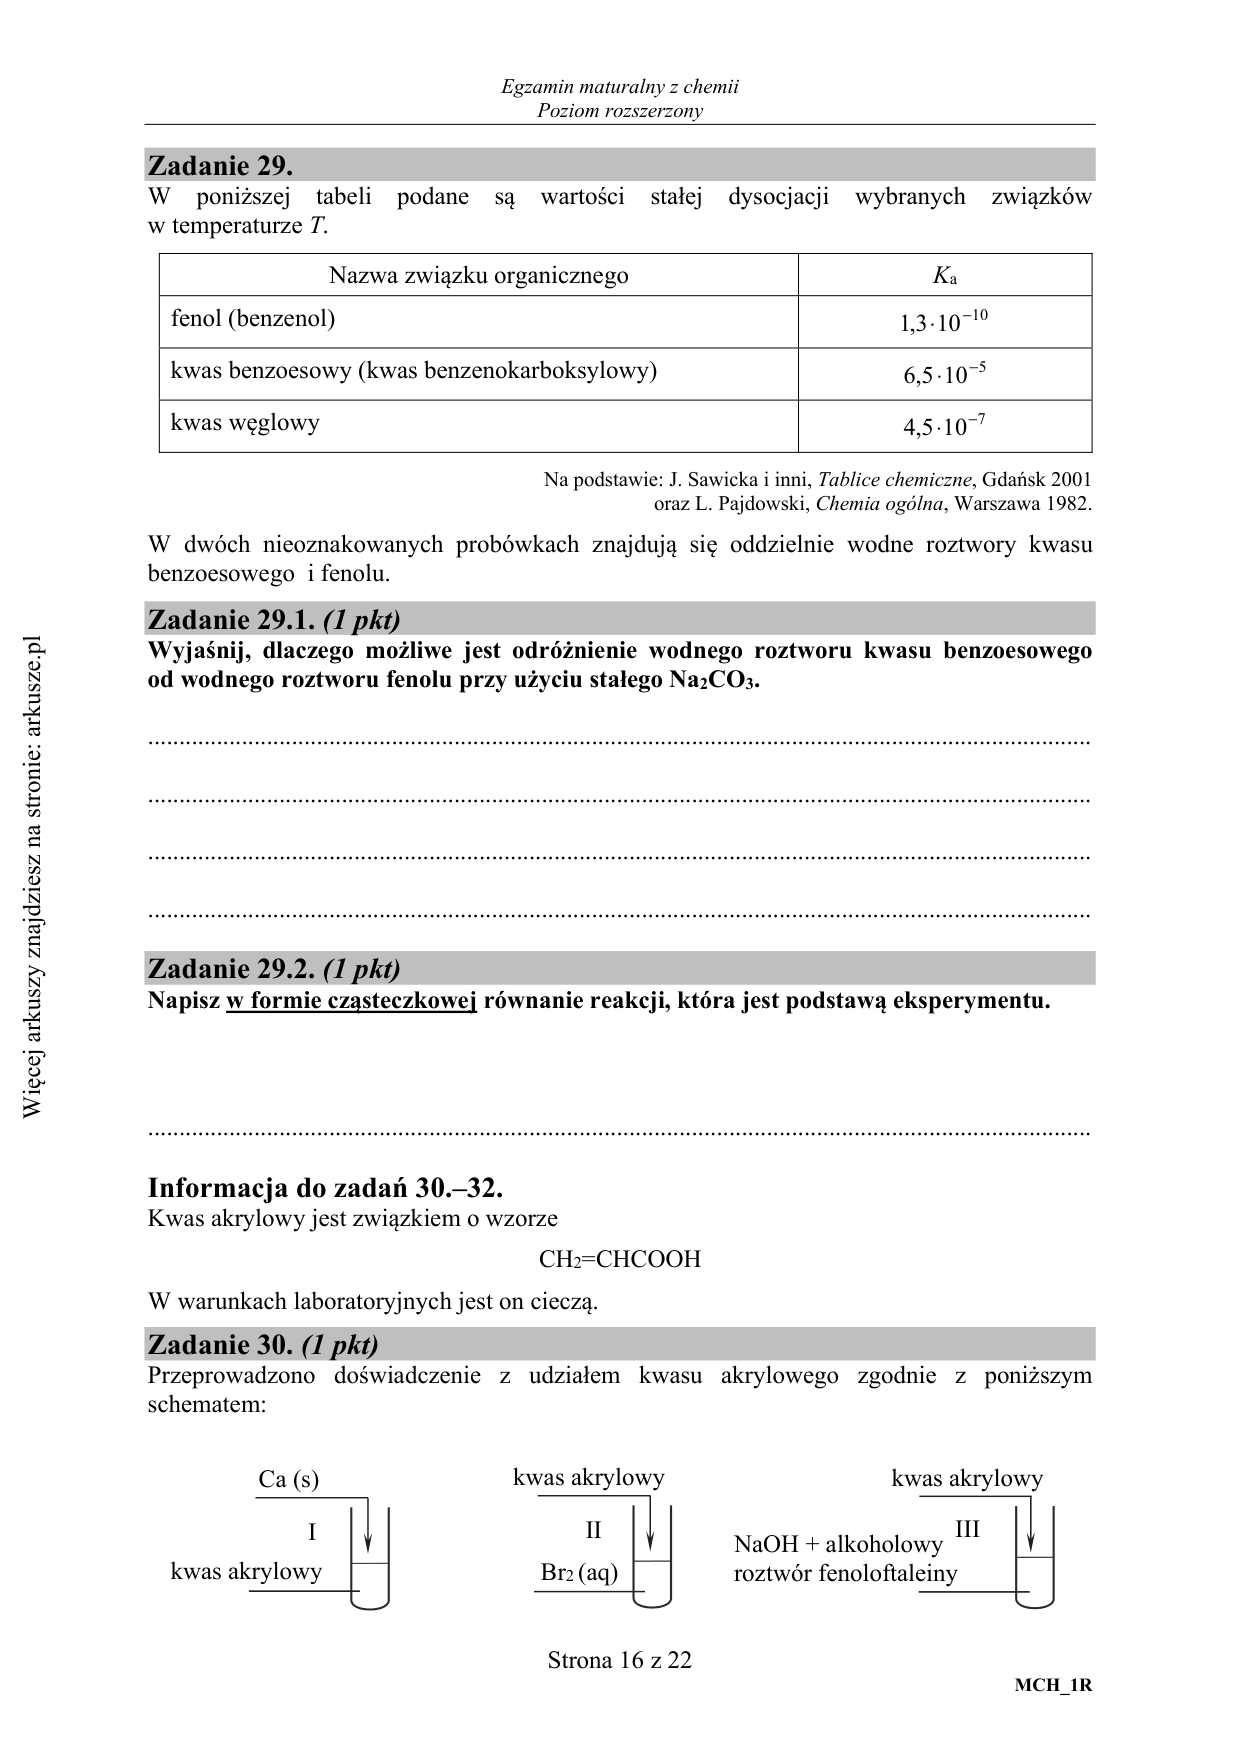 Egzamin maturalny z chemii
Poziom rozszerzony
Zadanie 29.
W poniższej tabeli podane są wartości stałej dysocjacji wybranych związków
w temperaturze T.
Nazwa związku organicznego Kₐ
fenol (benzenol) 1,3·10⁻¹⁰
kwas benzoesowy (kwas benzenokarboksylowy) 6,5·10⁻⁵
kwas węglowy 4,5·10⁻⁷
Na podstawie: J. Sawicka i inni, Tablice chemiczne, Gdańsk 2001
oraz L. Pajdowski, Chemia ogólna, Warszawa 1982.
W dwóch nieoznakowanych probówkach znajdują się oddzielnie wodne roztwory kwasu
benzoesowego i fenolu.
Zadanie 29.1. (1 pkt)
Wyjaśnij, dlaczego możliwe jest odróżnienie wodnego roztworu kwasu benzoesowego
od wodnego roztworu fenolu przy użyciu stałego Na₂CO₃.
Zadanie 29.2. (1 pkt)
Napisz w formie cząsteczkowej równanie reakcji, która jest podstawą eksperymentu.
Informacja do zadań 30.–32.
Kwas akrylowy jest związkiem o wzorze
CH₂=CHCOOH
W warunkach laboratoryjnych jest on cieczą.
Zadanie 30. (1 pkt)
Przeprowadzono doświadczenie z udziałem kwasu akrylowego zgodnie z poniższym
schematem:
Ca (s)
I
kwas akrylowy
kwas akrylowy
II
Br₂ (aq)
kwas akrylowy
III
NaOH + alkoholowy
roztwór fenoloftaleiny
Strona 16 z 22
MCH_1R
Więcej arkuszy znajdziesz na stronie: arkusze.pl